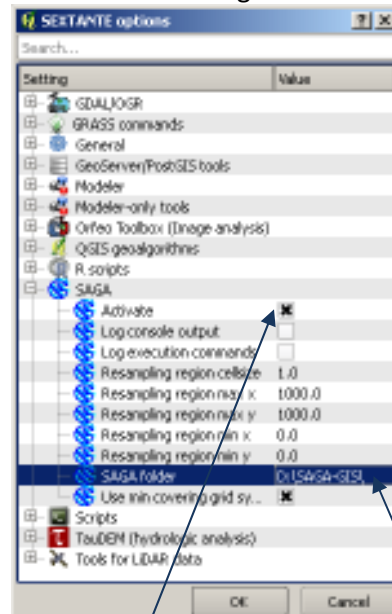 SEXTANTE options
Search...
Setting Value
GDAL/OGR
GRASS commands
General
GeoServer/PostGIS tools
Modeler
Modeler-only tools
Orfeo Toolbox (Image analysis)
QGIS geoalgorithms
R scripts
SAGA
Activate
Log console output
Log execution commands
Resampling region cellsize 1.0
Resampling region max x 1000.0
Resampling region max y 1000.0
Resampling region min x 0.0
Resampling region min y 0.0
SAGA folder D:\SAGA-GIS\
Use min covering grid sy...
Scripts
TauDEM (hydrologic analysis)
Tools for LiDAR data
OK Cancel